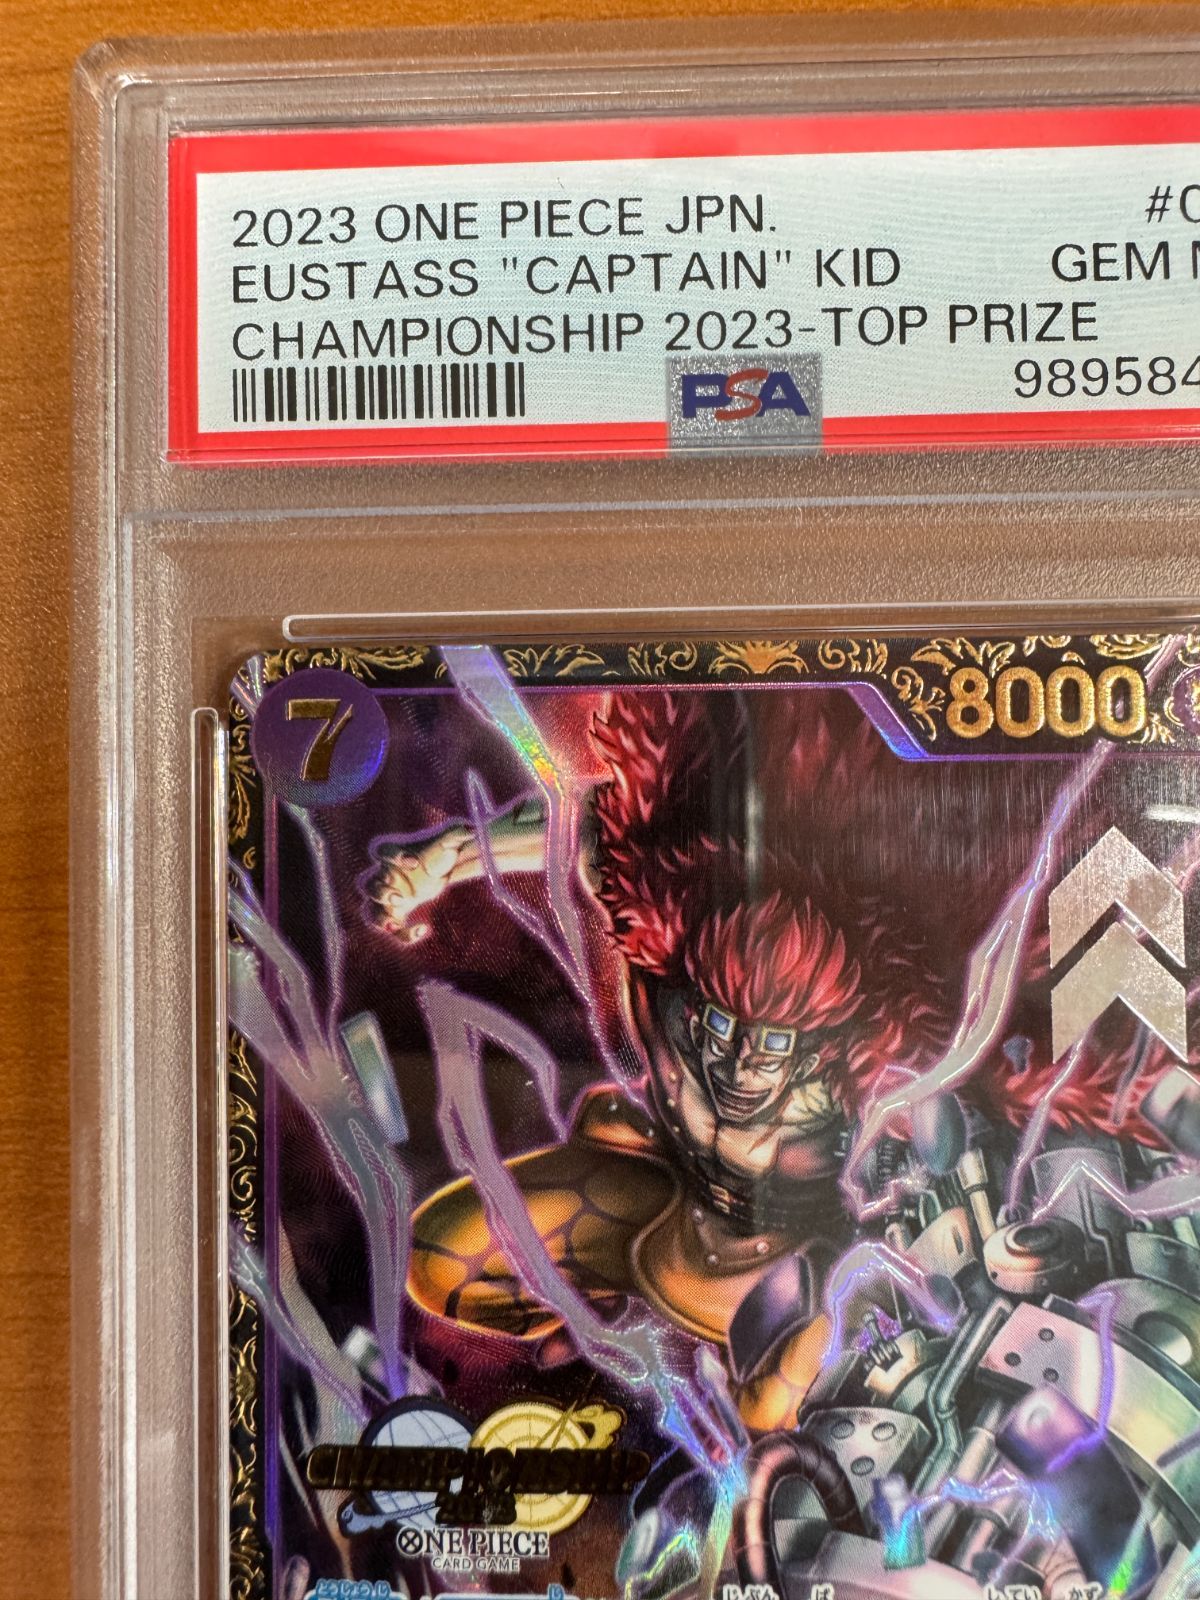 2023 ONE PIECE JPN. #0
EUSTASS "CAPTAIN" KID GEM
CHAMPIONSHIP 2023-TOP PRIZE
PSA 989584
7 8000
CHAMPIONSHIP
ONE PIECE
CARD GAME